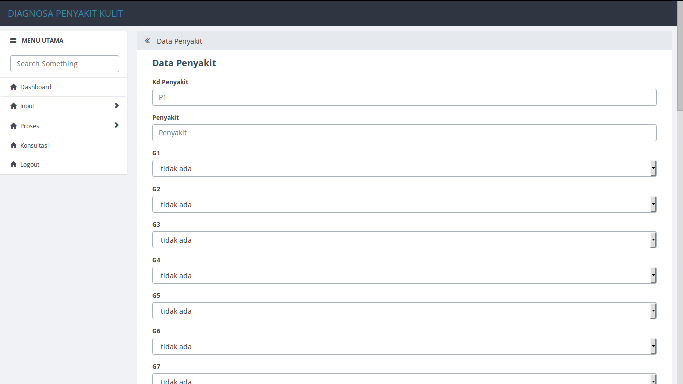 DIAGNOSA PENYAKIT KULIT
MENU UTAMA
Search Something
Dashboard
Input
Proses
Konsultasi
Logout
Data Penyakit
Data Penyakit
Kd Penyakit
P1
Penyakit
Penyakit
G1
tidak ada
G2
tidak ada
G3
tidak ada
G4
tidak ada
G5
tidak ada
G6
tidak ada
G7
tidak ada